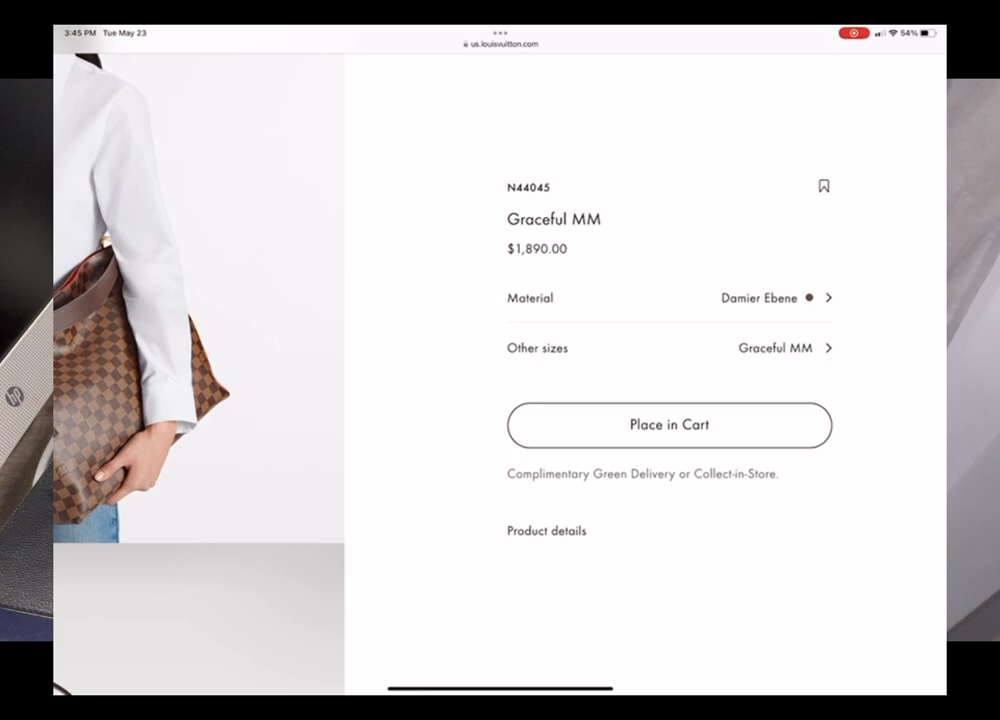 3:45 PM Tue May 23
us.louisvuitton.com
54%
N44045
Graceful MM
$1,890.00
Material Damier Ebene
Other sizes Graceful MM
Place in Cart
Complimentary Green Delivery or Collect-in-Store.
Product details
hp